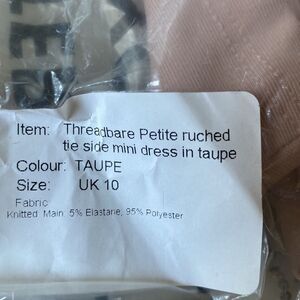 Item: Threadbare Petite ruched
tie side mini dress in taupe
Colour: TAUPE
Size: UK 10
Fabric
Knitted Main: 5% Elastane, 95% Polyester